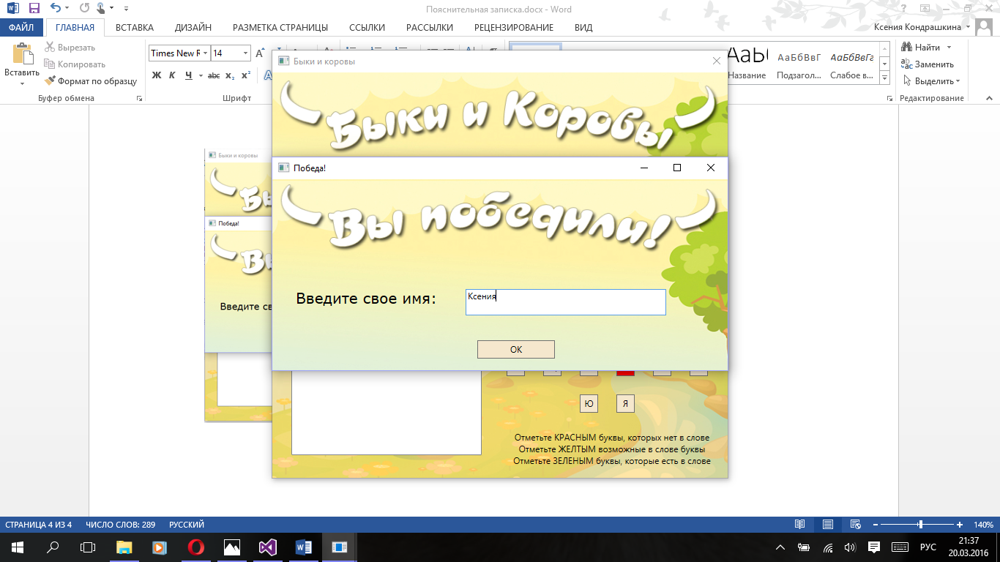 Пояснительная записка.docx - Word
ФАЙЛ ГЛАВНАЯ ВСТАВКА ДИЗАЙН РАЗМЕТКА СТРАНИЦЫ ССЫЛКИ РАССЫЛКИ РЕЦЕНЗИРОВАНИЕ ВИД Ксения Кондрашкина
Вставить
Вырезать
Копировать
Формат по образцу
Буфер обмена
Times New R 14
Ж К Ч abc x₂ x²
Шрифт
АаБбВвГ АаБбВвГг
Название Подзагол... Слабое в...
Найти
Заменить
Выделить
Редактирование
Быки и коровы
Быки и Коровы
Победа!
Вы победили!
Введите свое имя: Ксения
OK
Ю Я
Отметьте КРАСНЫМ буквы, которых нет в слове
Отметьте ЖЕЛТЫМ возможные в слове буквы
Отметьте ЗЕЛЕНЫМ буквы, которые есть в слове
Быки и коровы
Бы
Победа!
Вы
Введите св
СТРАНИЦА 4 ИЗ 4 ЧИСЛО СЛОВ: 289 РУССКИЙ 140%
РУС
21:37
20.03.2016